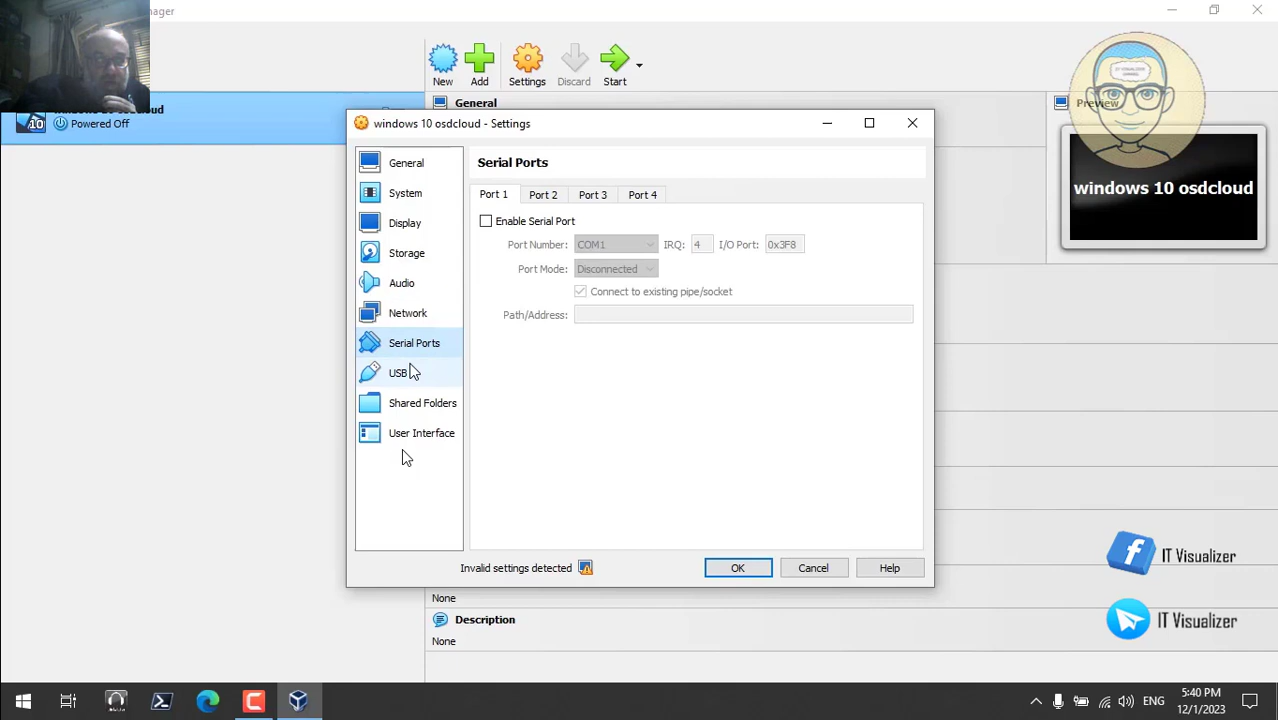 nager
New
Add
Settings
Discard
Start
Powered Off
General
Preview
windows 10 osdcloud
windows 10 osdcloud - Settings
General
System
Display
Storage
Audio
Network
Serial Ports
USB
Shared Folders
User Interface
Serial Ports
Port 1
Port 2
Port 3
Port 4
Enable Serial Port
Port Number: COM1 IRQ: 4 I/O Port: 0x3F8
Port Mode: Disconnected
Connect to existing pipe/socket
Path/Address:
Invalid settings detected
OK
Cancel
Help
None
Description
None
IT VISUALIZER
IT Visualizer
IT Visualizer
ENG
5:40 PM
12/1/2023